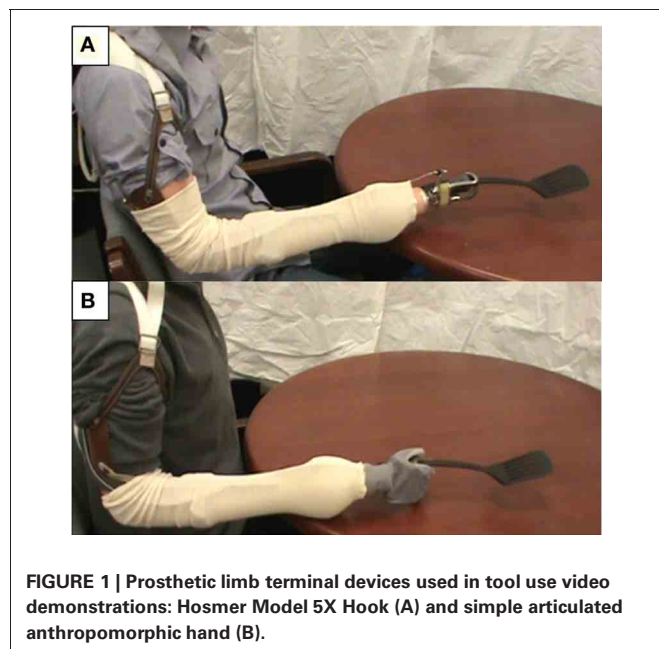 A
B
FIGURE 1 | Prosthetic limb terminal devices used in tool use video
demonstrations: Hosmer Model 5X Hook (A) and simple articulated
anthropomorphic hand (B).